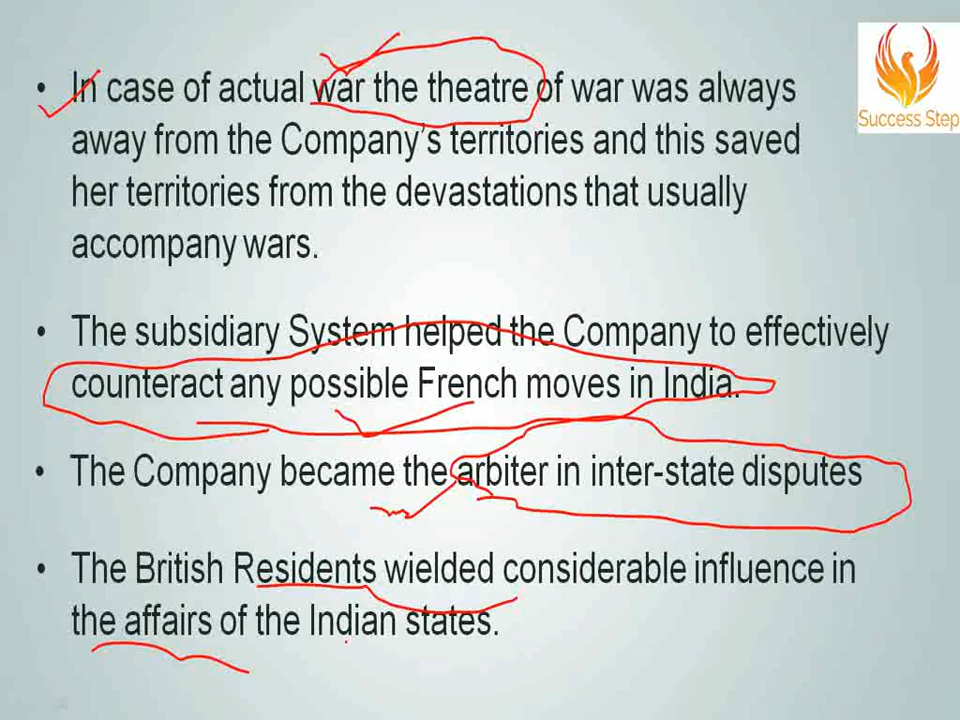 • In case of actual war the theatre of war was always
away from the Company's territories and this saved
her territories from the devastations that usually
accompany wars.
• The subsidiary System helped the Company to effectively
counteract any possible French moves in India.
• The Company became the arbiter in inter-state disputes
• The British Residents wielded considerable influence in
the affairs of the Indian states.
Success Step